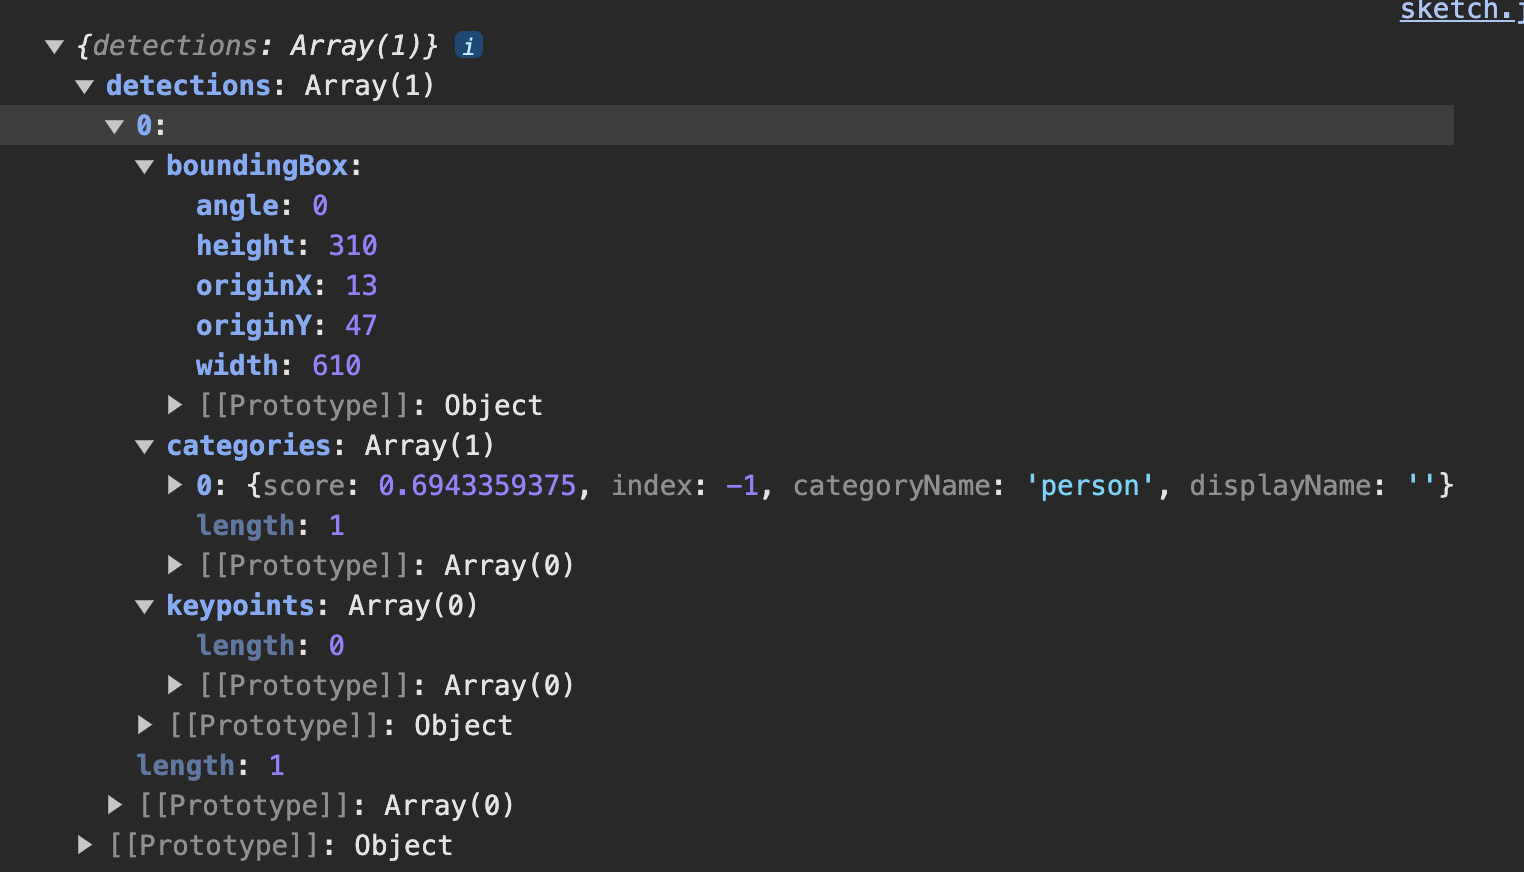 sketch.j
▼ {detections: Array(1)} i
▼ detections: Array(1)
▼ 0:
▼ boundingBox:
angle: 0
height: 310
originX: 13
originY: 47
width: 610
▶ [[Prototype]]: Object
▼ categories: Array(1)
▶ 0: {score: 0.6943359375, index: -1, categoryName: 'person', displayName: ''}
length: 1
▶ [[Prototype]]: Array(0)
▼ keypoints: Array(0)
length: 0
▶ [[Prototype]]: Array(0)
▶ [[Prototype]]: Object
length: 1
▶ [[Prototype]]: Array(0)
▶ [[Prototype]]: Object